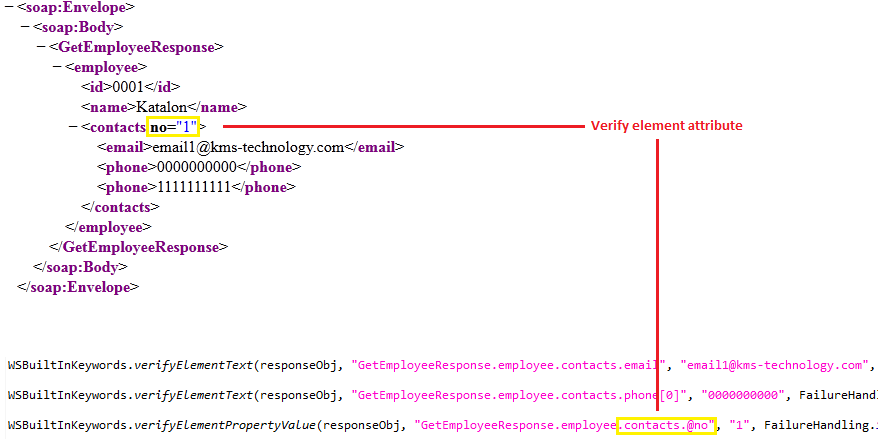 − <soap:Envelope>
− <soap:Body>
− <GetEmployeeResponse>
− <employee>
<id>0001</id>
<name>Katalon</name>
− <contacts no="1">
Verify element attribute
<email>email1@kms-technology.com</email>
<phone>0000000000</phone>
<phone>1111111111</phone>
</contacts>
</employee>
</GetEmployeeResponse>
</soap:Body>
</soap:Envelope>
WSBuiltInKeywords.verifyElementText(responseObj, "GetEmployeeResponse.employee.contacts.email", "email1@kms-technology.com",
WSBuiltInKeywords.verifyElementText(responseObj, "GetEmployeeResponse.employee.contacts.phone[0]", "0000000000", FailureHandl
WSBuiltInKeywords.verifyElementPropertyValue(responseObj, "GetEmployeeResponse.employee.contacts.@no", "1", FailureHandling.